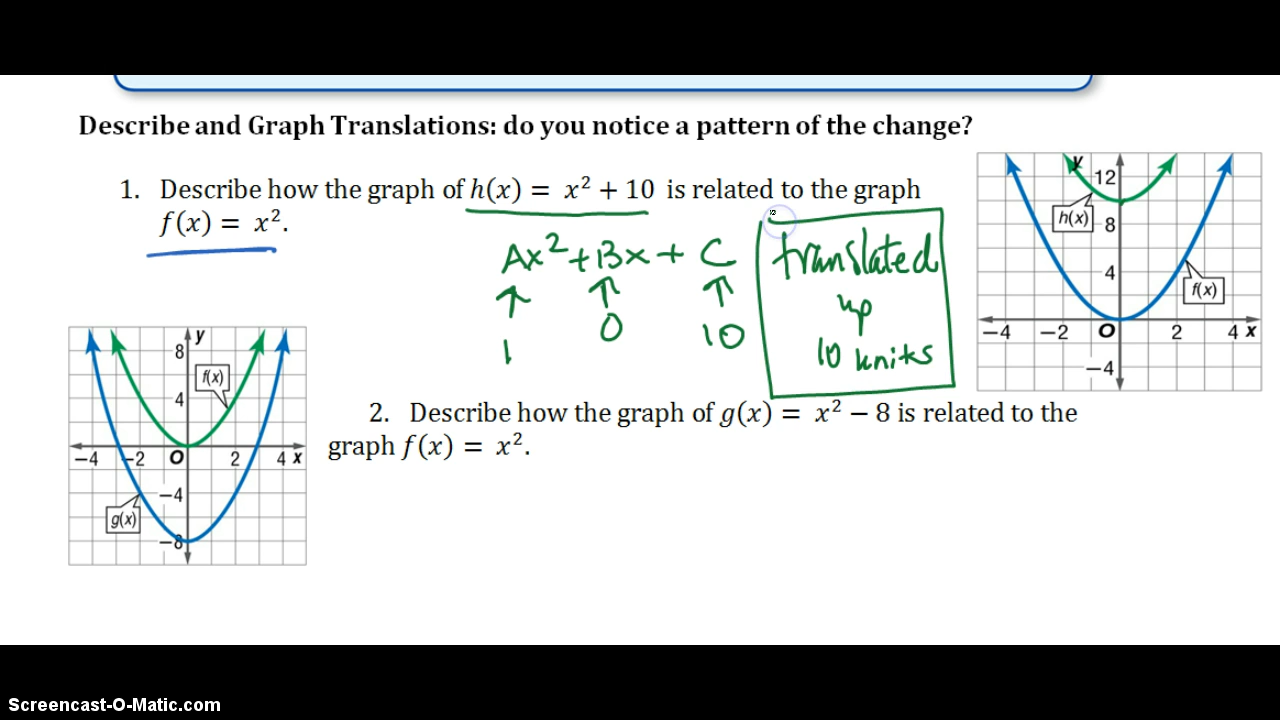 Describe and Graph Translations: do you notice a pattern of the change?
1. Describe how the graph of h(x) = x² + 10 is related to the graph
f(x) = x².
Ax² + Bx + C
1 0 10
translated
up
10 units
y
12
8
4
-4
-4 -2 O 2 4 x
h(x)
f(x)
y
8
4
-4
-8
-4 -2 O 2 4 x
f(x)
g(x)
2. Describe how the graph of g(x) = x² − 8 is related to the
graph f(x) = x².
Screencast-O-Matic.com